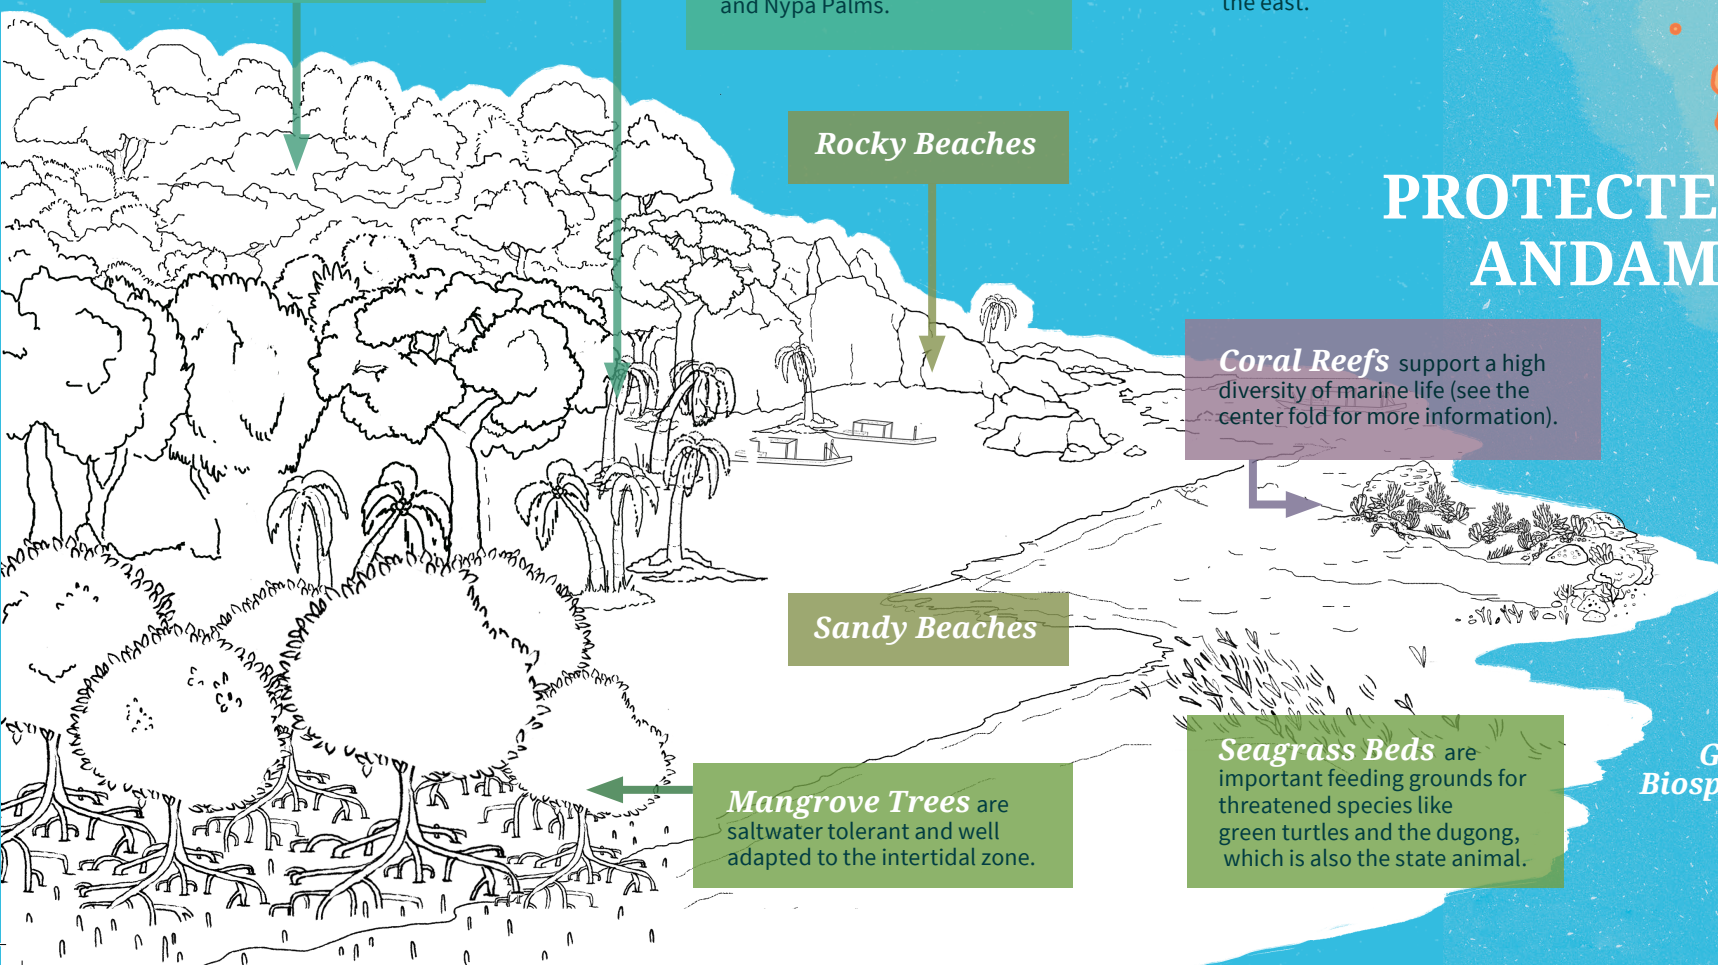 and Nypa Palms.
the east.
Rocky Beaches
PROTECTE
ANDAM
Coral Reefs support a high
diversity of marine life (see the
center fold for more information).
Sandy Beaches
Seagrass Beds are
important feeding grounds for
threatened species like
green turtles and the dugong,
which is also the state animal.
G
Biosp
Mangrove Trees are
saltwater tolerant and well
adapted to the intertidal zone.